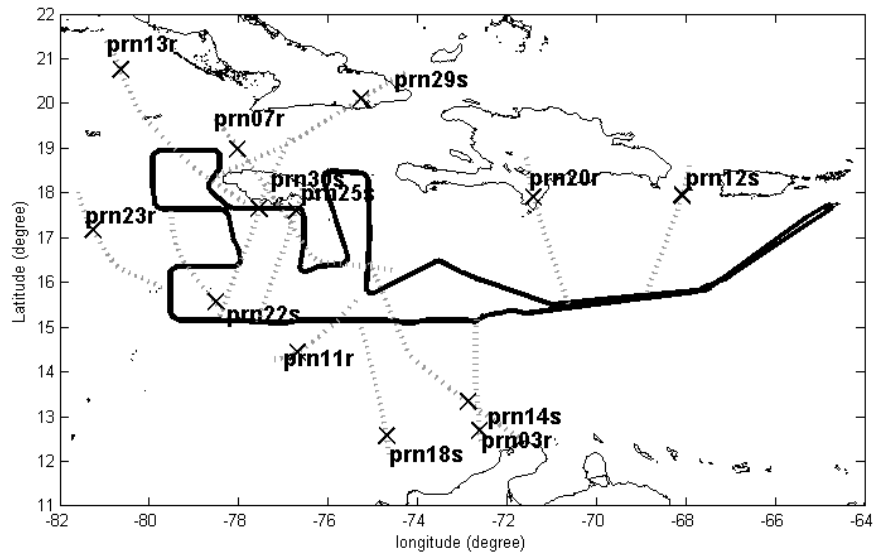 22
21
20
19
18
17
16
15
14
13
12
11
Latitude (degree)
prn13r
prn29s
prn07r
prn30s
prn25s
prn20r
prn12s
prn23r
prn22s
prn11r
prn14s
prn03r
prn18s
-82
-80
-78
-76
-74
-72
-70
-68
-66
-64
longitude (degree)